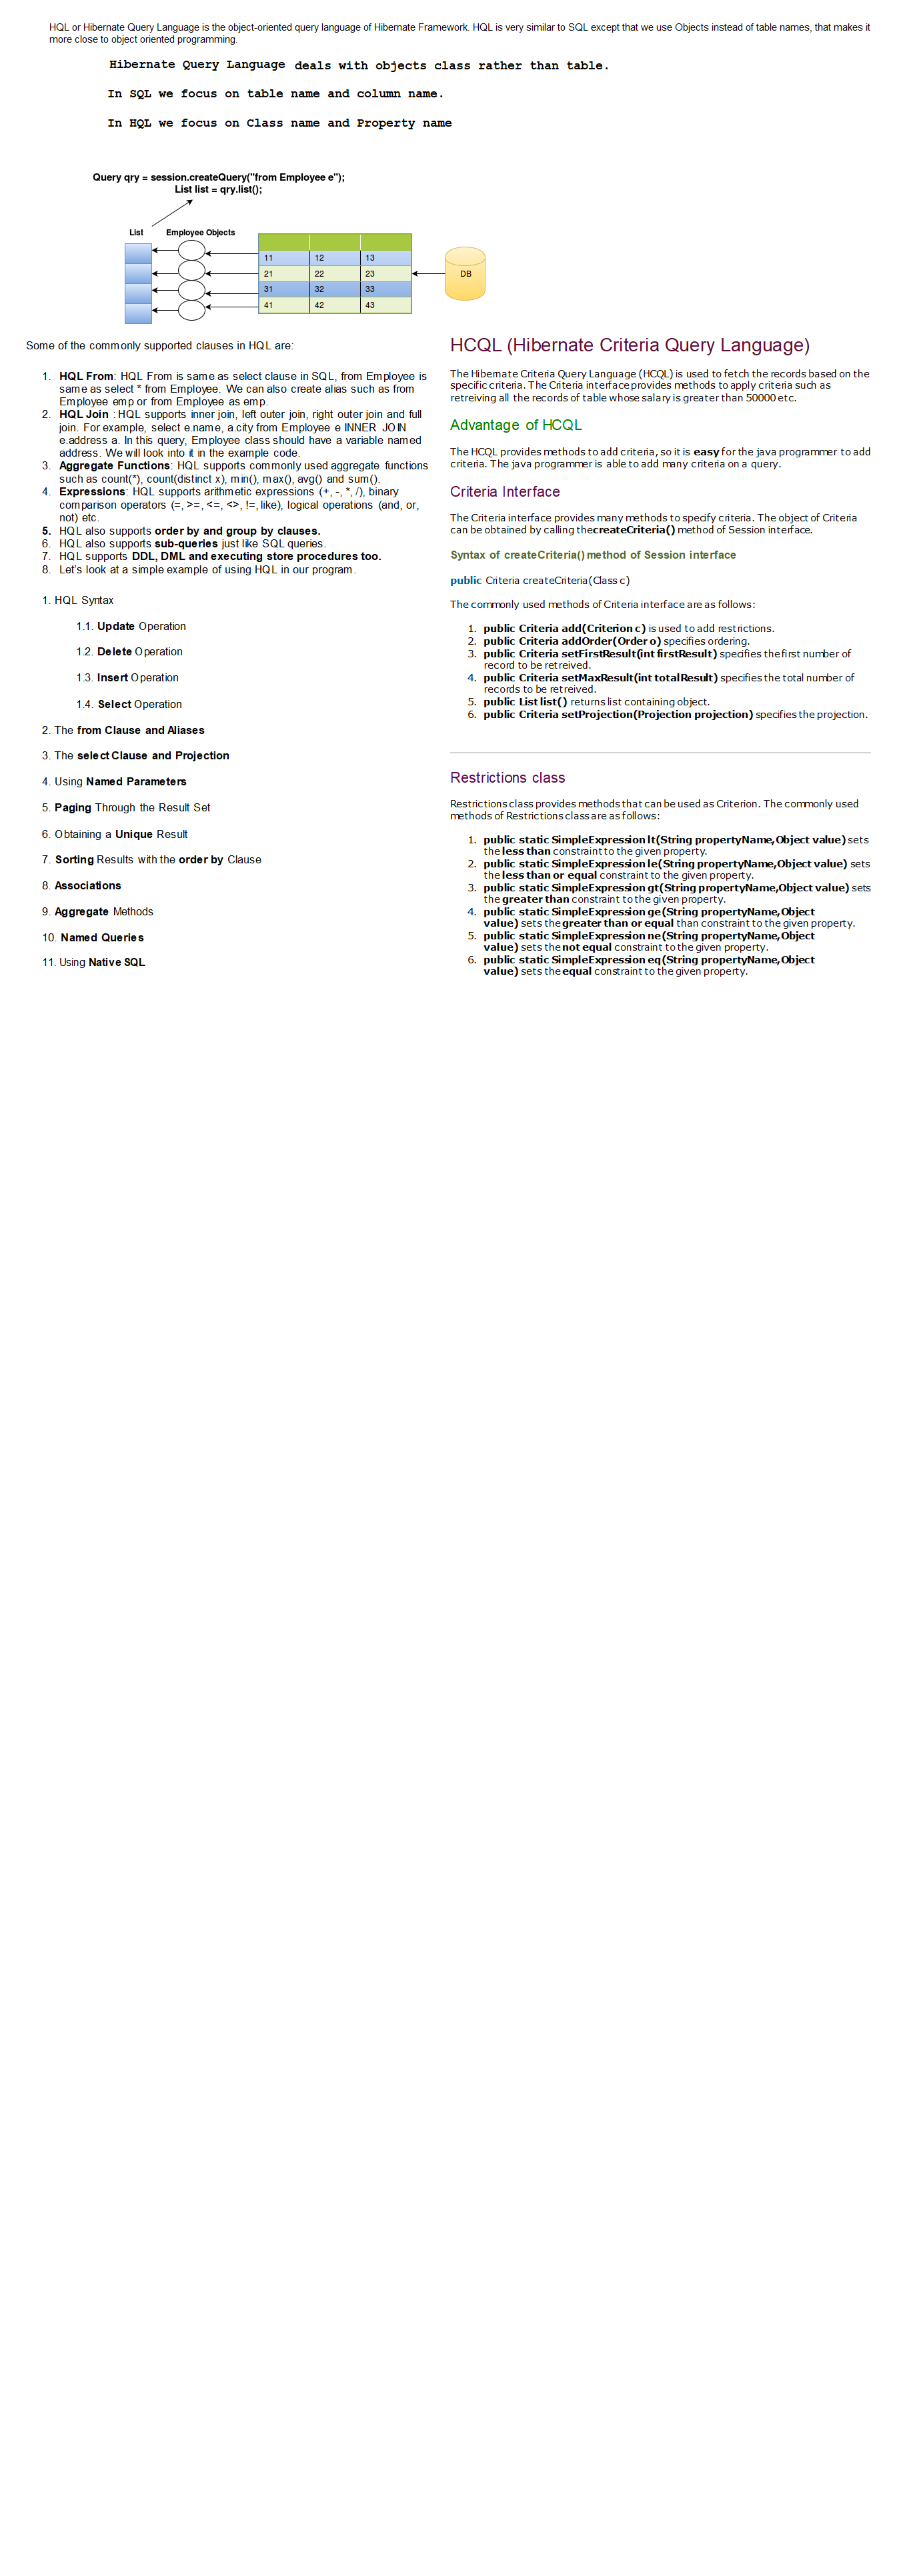 HQL or Hibernate Query Language is the object-oriented query language of Hibernate Framework. HQL is very similar to SQL except that we use Objects instead of table names, that makes it
more close to object oriented programming.
Hibernate Query Language deals with objects class rather than table.
In SQL we focus on table name and column name.
In HQL we focus on Class name and Property name
Query qry = session.createQuery("from Employee e");
List list = qry.list();
List Employee Objects
11 12 13
21 22 23
31 32 33
41 42 43
DB
Some of the commonly supported clauses in HQL are:
1. HQL From: HQL From is same as select clause in SQL, from Employee is
same as select * from Employee. We can also create alias such as from
Employee emp or from Employee as emp.
2. HQL Join : HQL supports inner join, left outer join, right outer join and full
join. For example, select e.name, a.city from Employee e INNER JOIN
e.address a. In this query, Employee class should have a variable named
address. We will look into it in the example code.
3. Aggregate Functions: HQL supports commonly used aggregate functions
such as count(*), count(distinct x), min(), max(), avg() and sum().
4. Expressions: HQL supports arithmetic expressions (+, -, *, /), binary
comparison operators (=, >=, <=, <>, !=, like), logical operations (and, or,
not) etc.
5. HQL also supports order by and group by clauses.
6. HQL also supports sub-queries just like SQL queries.
7. HQL supports DDL, DML and executing store procedures too.
8. Let's look at a simple example of using HQL in our program.
1. HQL Syntax
1.1. Update Operation
1.2. Delete Operation
1.3. Insert Operation
1.4. Select Operation
2. The from Clause and Aliases
3. The select Clause and Projection
4. Using Named Parameters
5. Paging Through the Result Set
6. Obtaining a Unique Result
7. Sorting Results with the order by Clause
8. Associations
9. Aggregate Methods
10. Named Queries
11. Using Native SQL
HCQL (Hibernate Criteria Query Language)
The Hibernate Criteria Query Language (HCQL) is used to fetch the records based on the
specific criteria. The Criteria interface provides methods to apply criteria such as
retreiving all the records of table whose salary is greater than 50000 etc.
Advantage of HCQL
The HCQL provides methods to add criteria, so it is easy for the java programmer to add
criteria. The java programmer is able to add many criteria on a query.
Criteria Interface
The Criteria interface provides many methods to specify criteria. The object of Criteria
can be obtained by calling thecreateCriteria() method of Session interface.
Syntax of createCriteria() method of Session interface
public Criteria createCriteria(Class c)
The commonly used methods of Criteria interface are as follows:
1. public Criteria add(Criterion c) is used to add restrictions.
2. public Criteria addOrder(Order o) specifies ordering.
3. public Criteria setFirstResult(int firstResult) specifies the first number of
record to be retreived.
4. public Criteria setMaxResult(int totalResult) specifies the total number of
records to be retreived.
5. public List list() returns list containing object.
6. public Criteria setProjection(Projection projection) specifies the projection.
Restrictions class
Restrictions class provides methods that can be used as Criterion. The commonly used
methods of Restrictions class are as follows:
1. public static SimpleExpression lt(String propertyName,Object value) sets
the less than constraint to the given property.
2. public static SimpleExpression le(String propertyName,Object value) sets
the less than or equal constraint to the given property.
3. public static SimpleExpression gt(String propertyName,Object value) sets
the greater than constraint to the given property.
4. public static SimpleExpression ge(String propertyName,Object
value) sets the greater than or equal than constraint to the given property.
5. public static SimpleExpression ne(String propertyName,Object
value) sets the not equal constraint to the given property.
6. public static SimpleExpression eq(String propertyName,Object
value) sets the equal constraint to the given property.